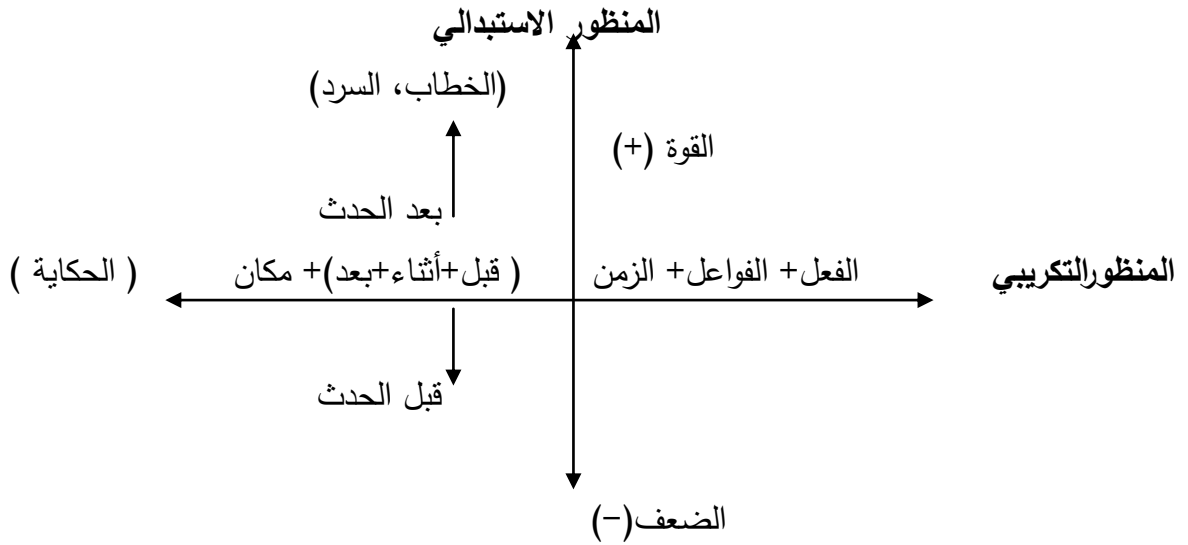 المنظور الاستبدالي
(الخطاب، السرد)
القوة (+)
بعد الحدث
المنظورالتكريبي
الفعل+ الفواعل+ الزمن
( قبل+أثناء+بعد)+ مكان
( الحكاية )
قبل الحدث
الضعف(-)